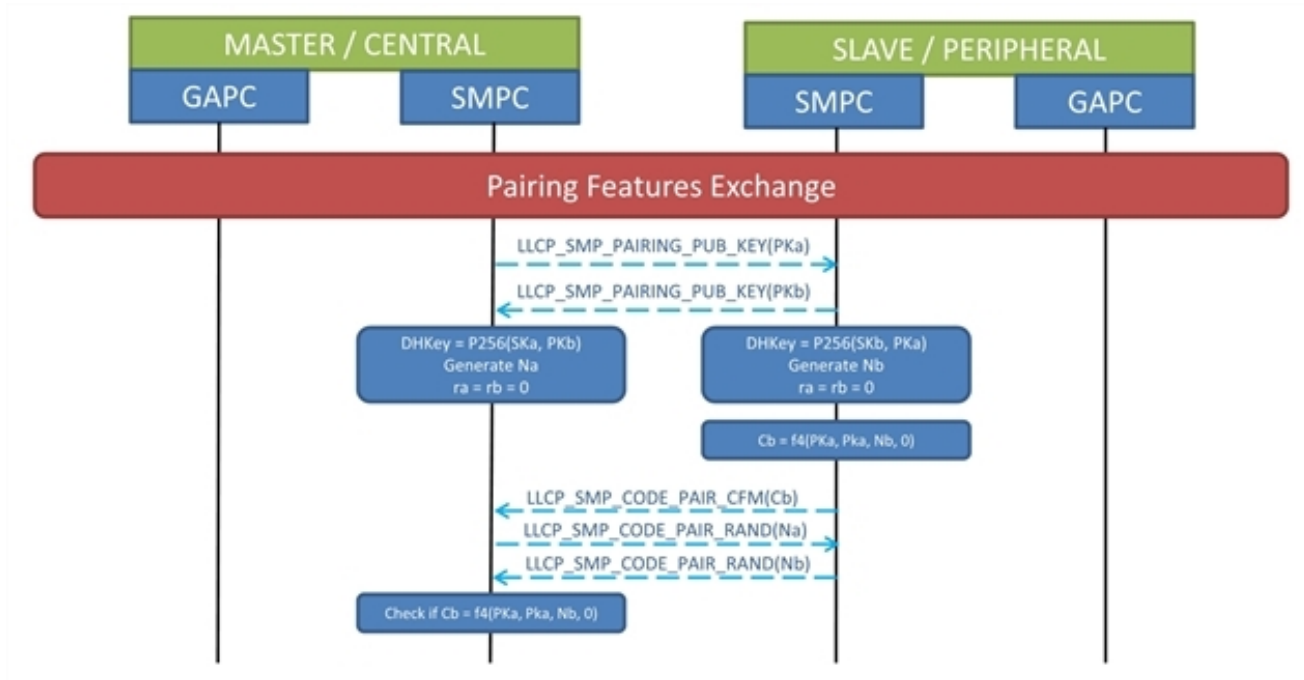 MASTER / CENTRAL
SLAVE / PERIPHERAL
GAPC
SMPC
SMPC
GAPC
Pairing Features Exchange
LLCP_SMP_PAIRING_PUB_KEY(PKa)
LLCP_SMP_PAIRING_PUB_KEY(PKb)
DHKey = P256(SKa, PKb)
Generate Na
ra = rb = 0
DHKey = P256(SKb, PKa)
Generate Nb
ra = rb = 0
Cb = f4(PKa, Pka, Nb, 0)
LLCP_SMP_CODE_PAIR_CFM(Cb)
LLCP_SMP_CODE_PAIR_RAND(Na)
LLCP_SMP_CODE_PAIR_RAND(Nb)
Check if Cb = f4(PKa, Pka, Nb, 0)